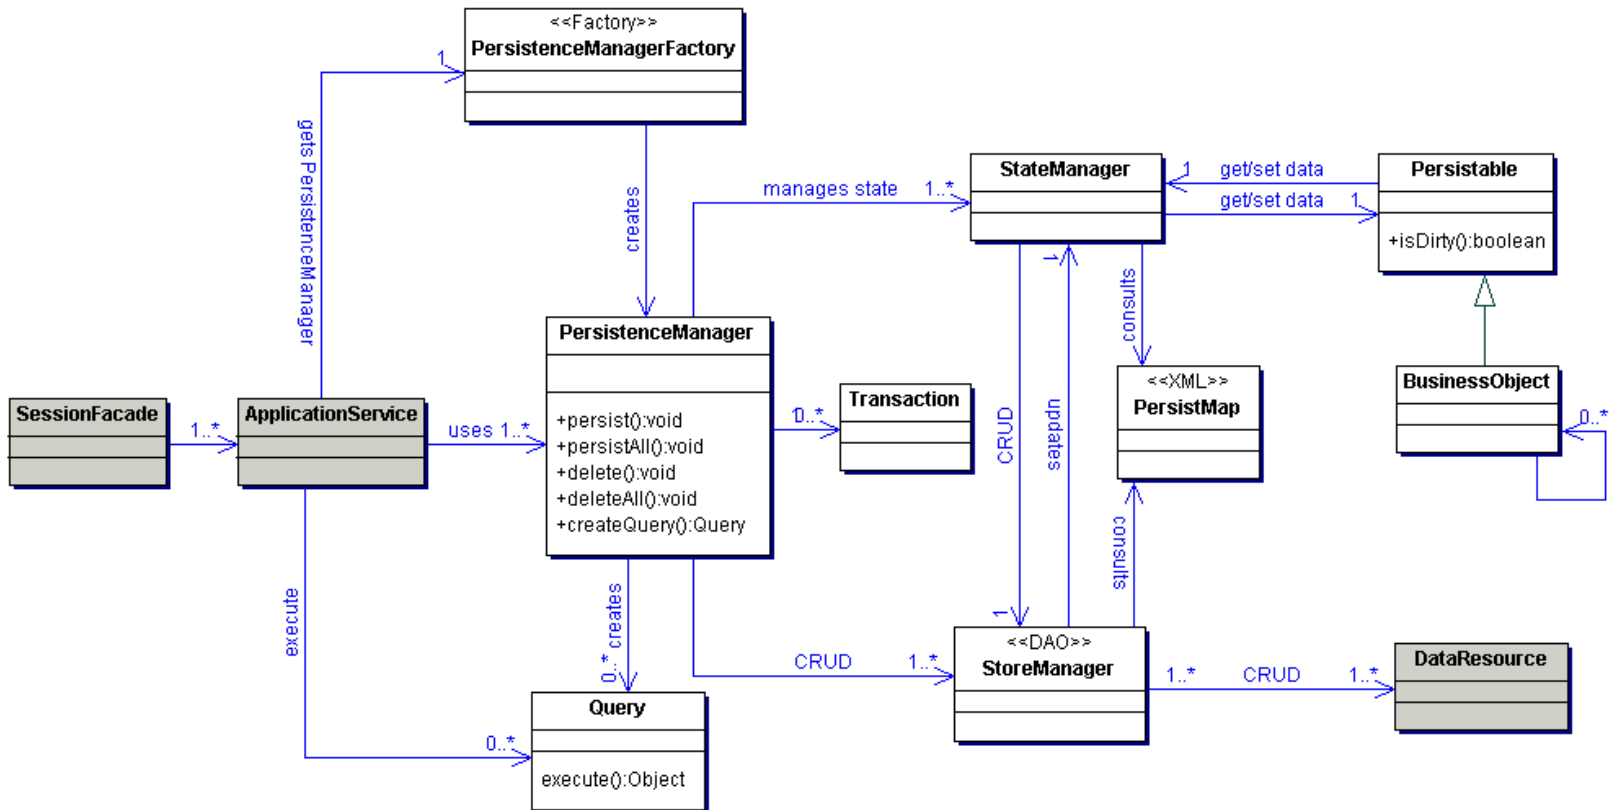 <<Factory>>
PersistenceManagerFactory
1
gets PersistenceManager
creates
StateManager
Persistable
+isDirty():boolean
1
get/set data
get/set data
1
manages state
1..*
consults
1
updates
CRUD
1
PersistenceManager
+persist():void
+persistAll():void
+delete():void
+deleteAll():void
+createQuery():Query
SessionFacade
1..*
ApplicationService
uses 1..*
0..*
Transaction
<<XML>>
PersistMap
BusinessObject
0..*
consults
execute
creates
0..*
CRUD
1..*
<<DAO>>
StoreManager
1..*
CRUD
1..*
DataResource
Query
execute():Object
0..*